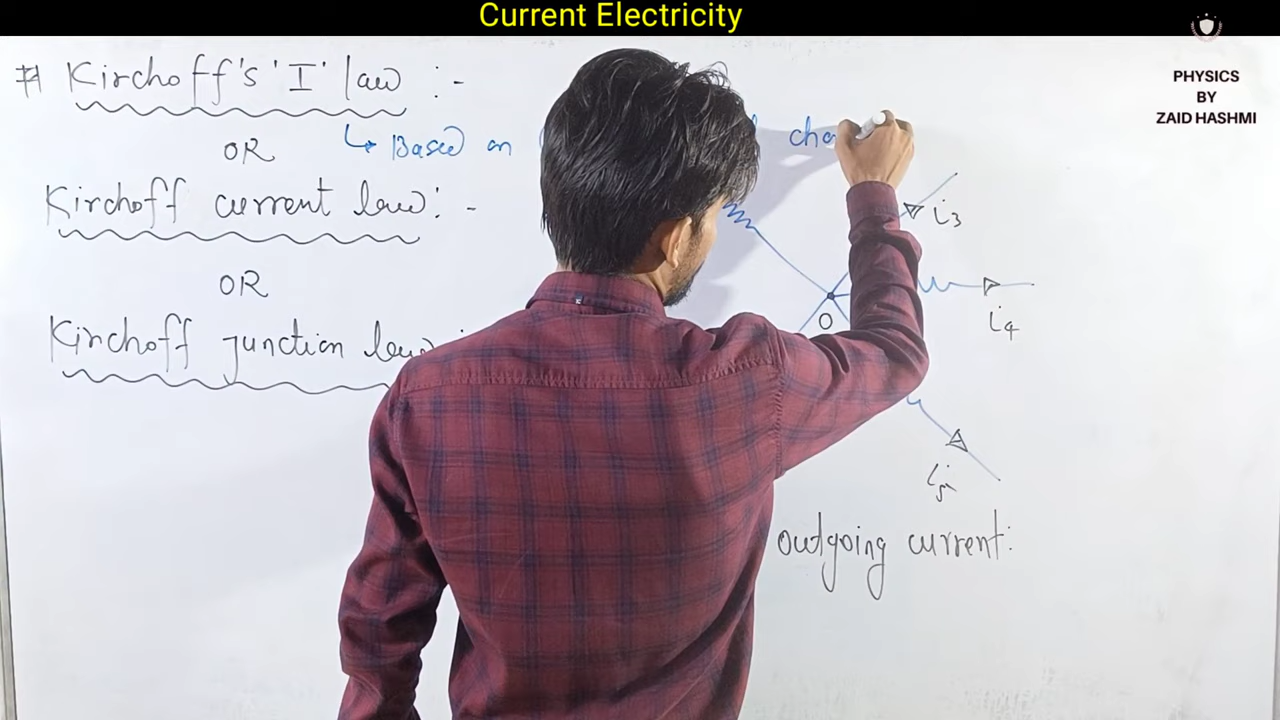 Current Electricity
PHYSICS
BY
ZAID HASHMI
# Kirchoff's 'I' law :-
OR
↳ Based on
Kirchoff current law: -
OR
Kirchoff junction law
i3
i4
O
i5
outgoing current: